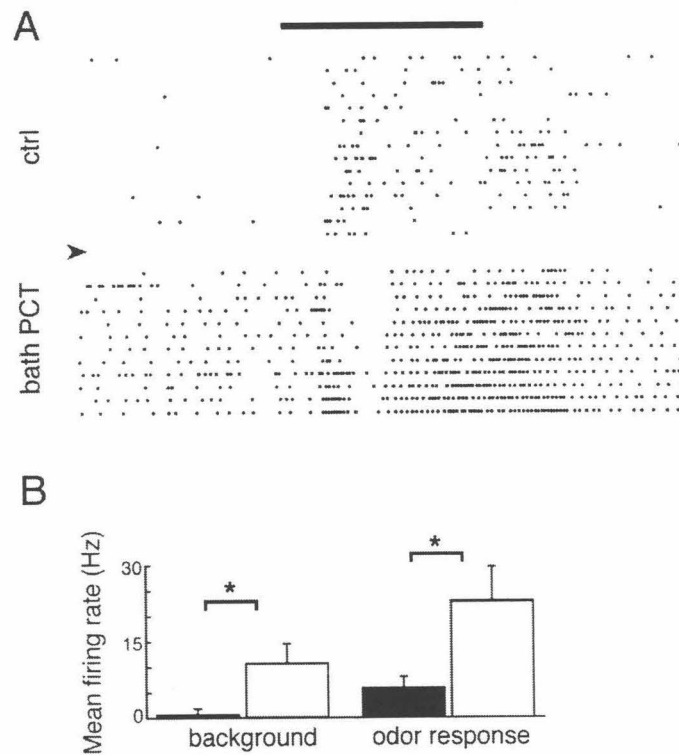 A
ctrl
bath PCT
B
Mean firing rate (Hz)
30
15
0
*
*
background
odor response